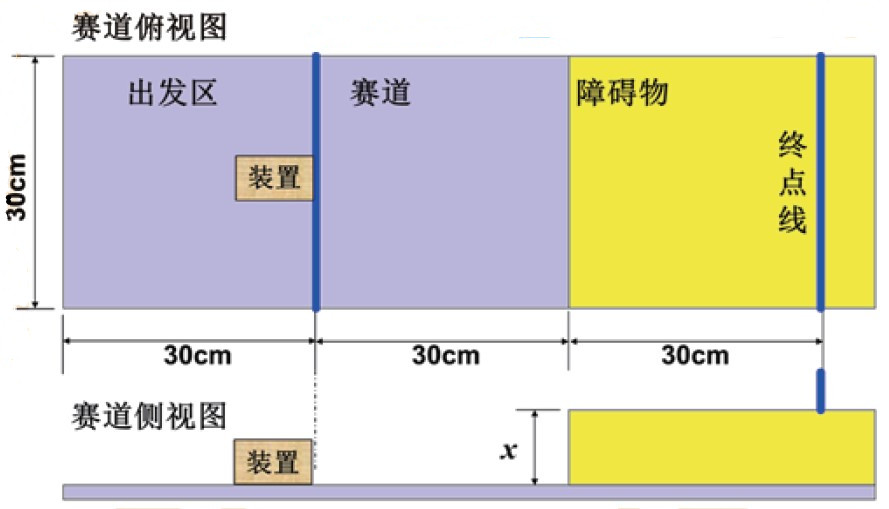 赛道俯视图
出发区
赛道
障碍物
装置
终点线
30cm
30cm
30cm
30cm
赛道侧视图
装置
x